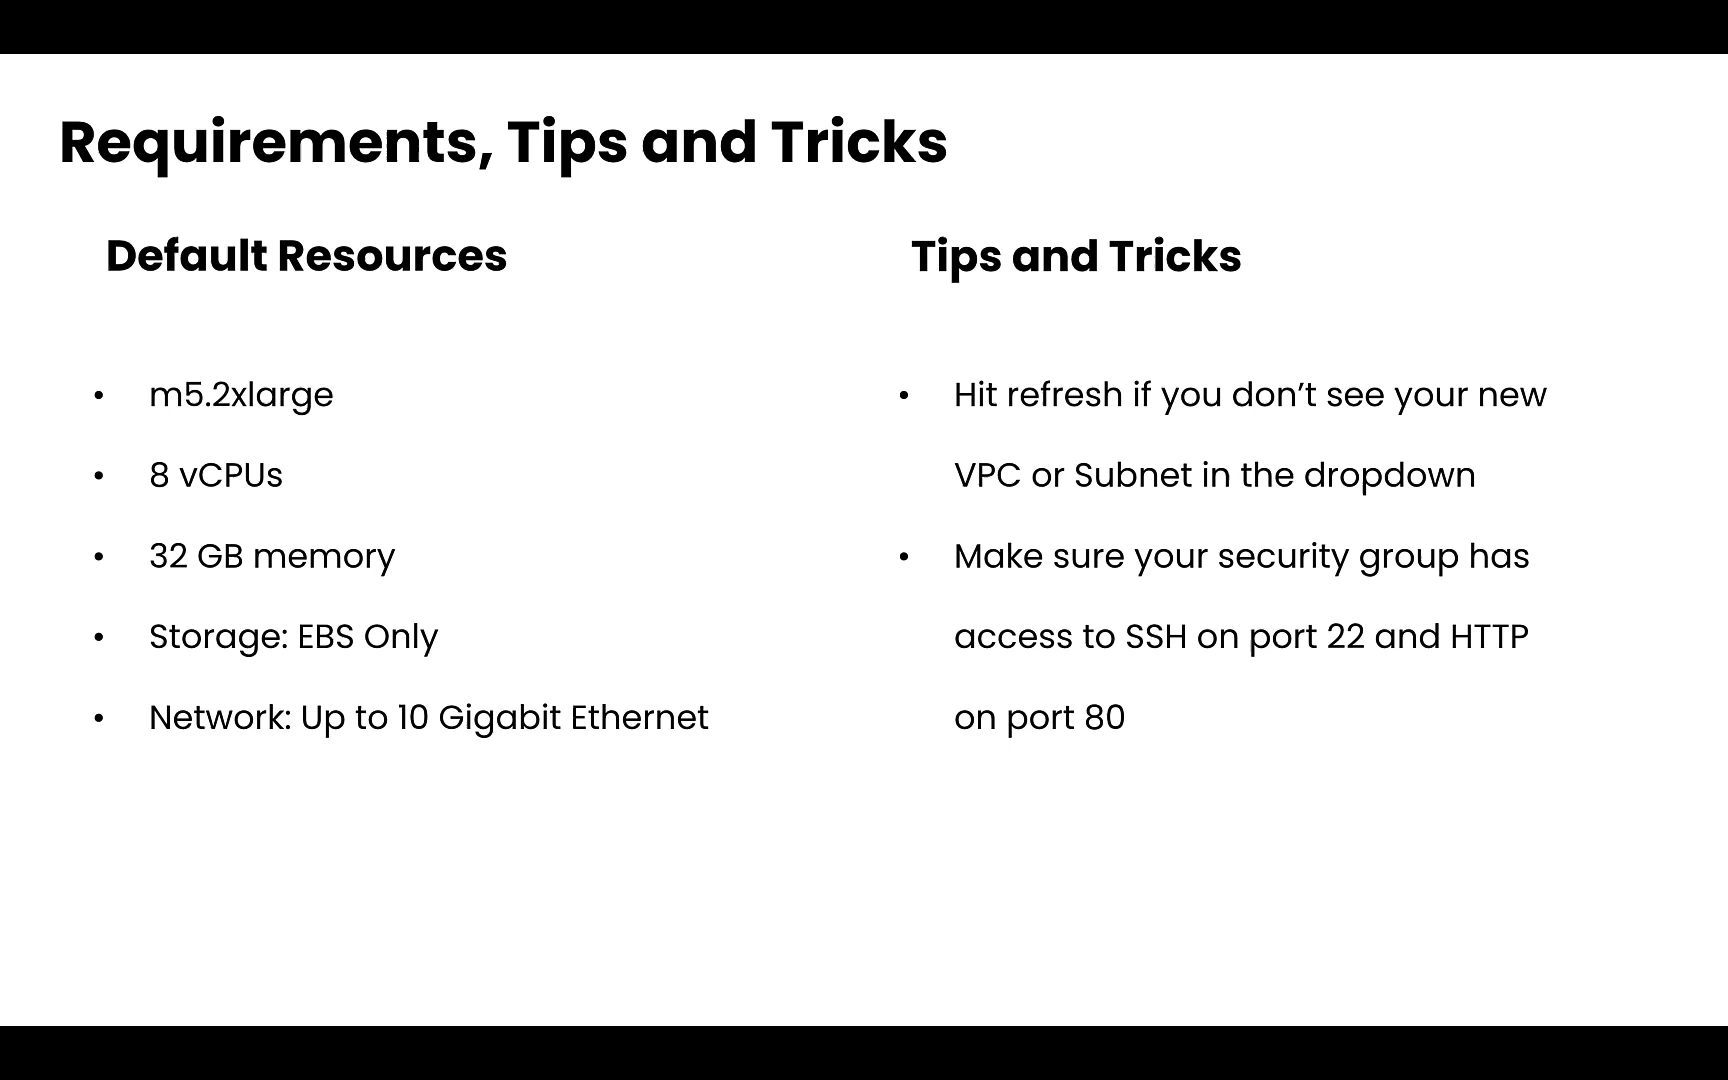 Requirements, Tips and Tricks
Default Resources
• m5.2xlarge
• 8 vCPUs
• 32 GB memory
• Storage: EBS Only
• Network: Up to 10 Gigabit Ethernet
Tips and Tricks
• Hit refresh if you don’t see your new
VPC or Subnet in the dropdown
• Make sure your security group has
access to SSH on port 22 and HTTP
on port 80